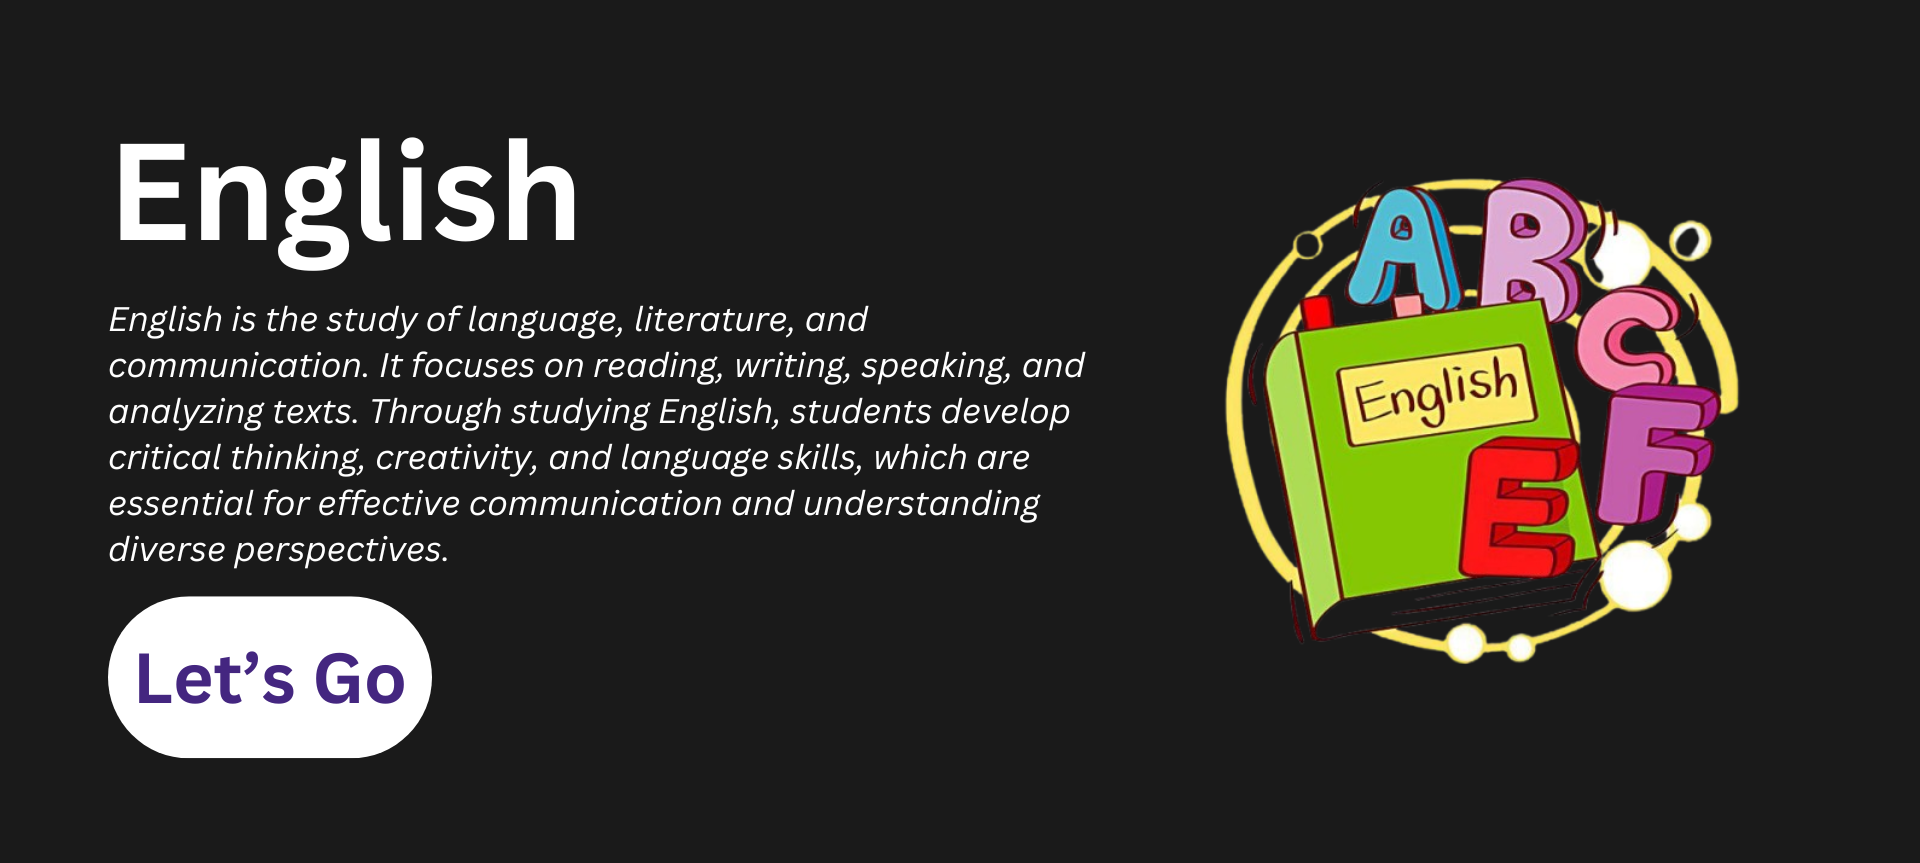 English
English is the study of language, literature, and
communication. It focuses on reading, writing, speaking, and
analyzing texts. Through studying English, students develop
critical thinking, creativity, and language skills, which are
essential for effective communication and understanding
diverse perspectives.
Let’s Go
A B
C
English
F
E